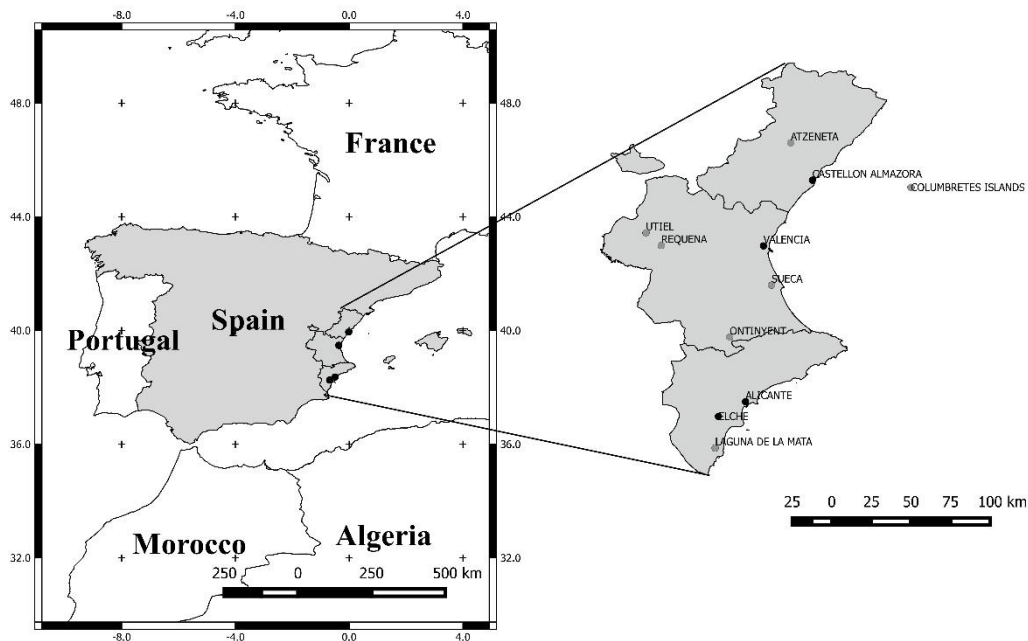 -8.0 -4.0 0.0 4.0
48.0 48.0
France
44.0 44.0
40.0 40.0
Spain
Portugal
36.0 36.0
Morocco
Algeria
32.0 32.0
250 0 250 500 km
-8.0 -4.0 0.0 4.0
ATZENETA
CASTELLON ALMAZORA
COLUMBRETES ISLANDS
UTIEL
REQUENA
VALENCIA
SUECA
ONTINYENT
ALICANTE
ELCHE
LAGUNA DE LA MATA
25 0 25 50 75 100 km